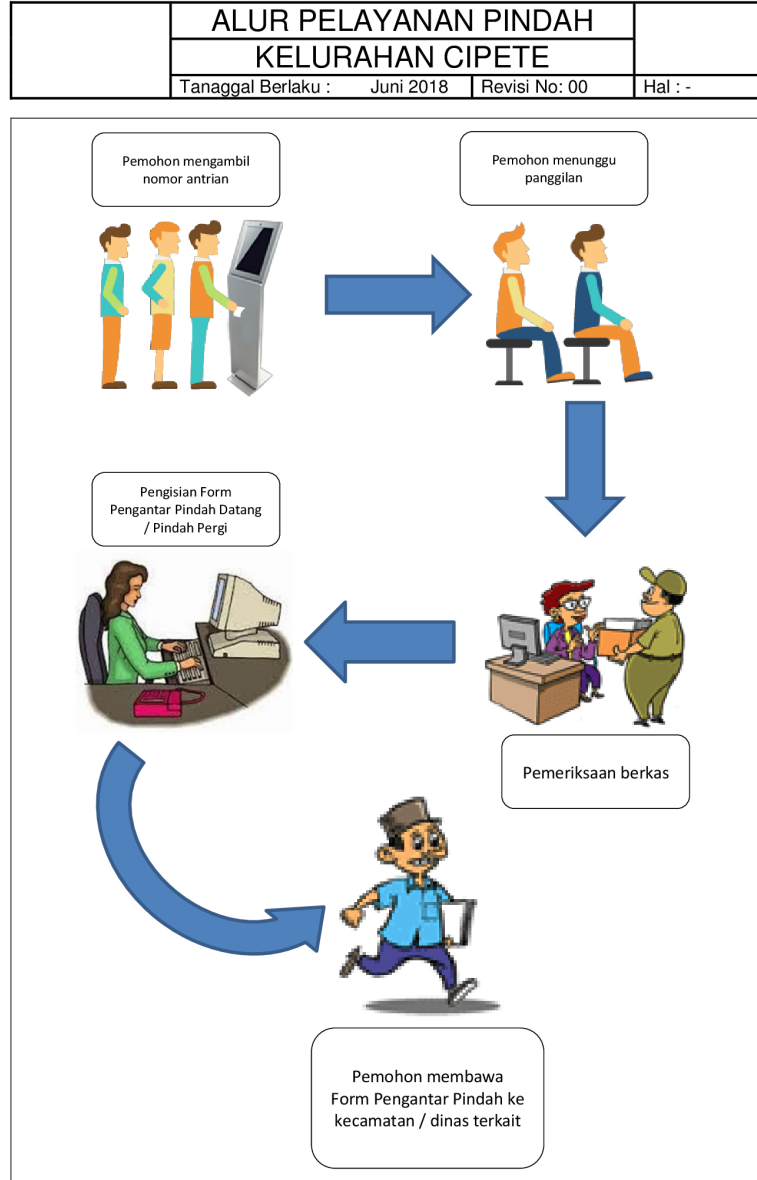 ALUR PELAYANAN PINDAH
KELURAHAN CIPETE
Tanaggal Berlaku : Juni 2018 Revisi No: 00 Hal : -
Pemohon mengambil
nomor antrian
Pemohon menunggu
panggilan
Pengisian Form
Pengantar Pindah Datang
/ Pindah Pergi
Pemeriksaan berkas
Pemohon membawa
Form Pengantar Pindah ke
kecamatan / dinas terkait